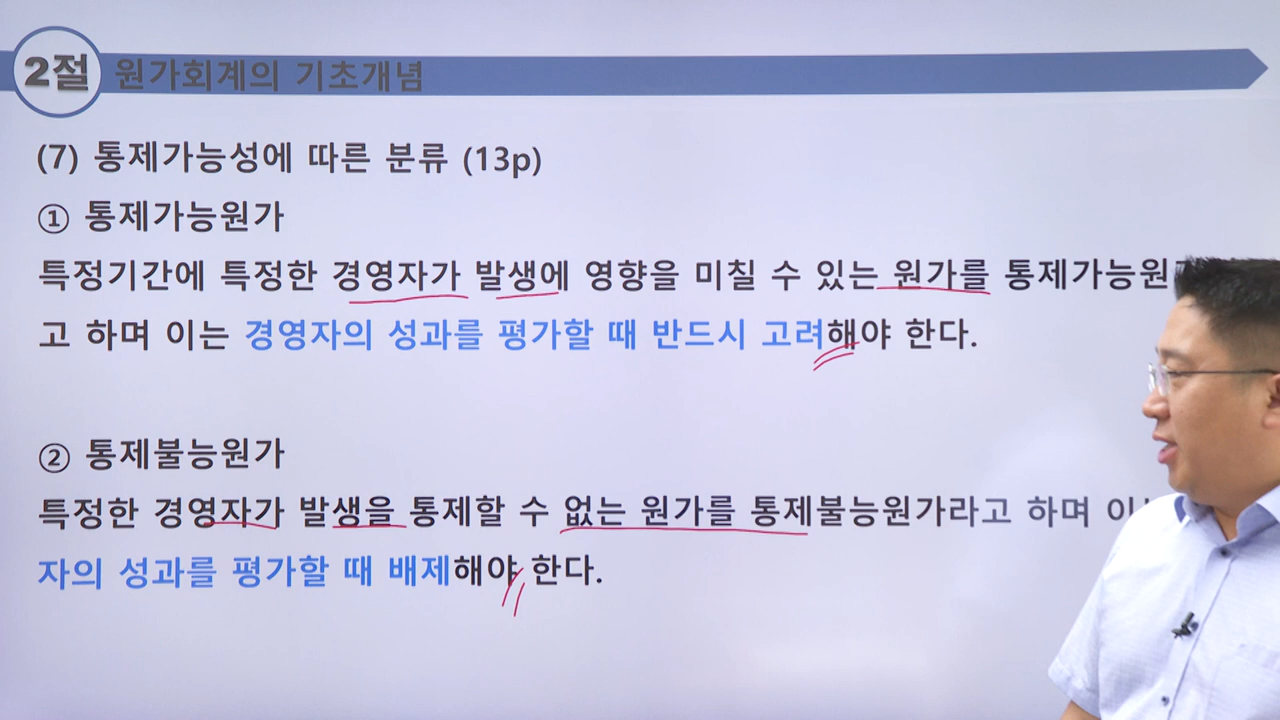 2절 원가회계의 기초개념
(7) 통제가능성에 따른 분류 (13p)
① 통제가능원가
특정기간에 특정한 경영자가 발생에 영향을 미칠 수 있는 원가를 통제가능원
고 하며 이는 경영자의 성과를 평가할 때 반드시 고려해야 한다.
② 통제불능원가
특정한 경영자가 발생을 통제할 수 없는 원가를 통제불능원가라고 하며
자의 성과를 평가할 때 배제해야 한다.